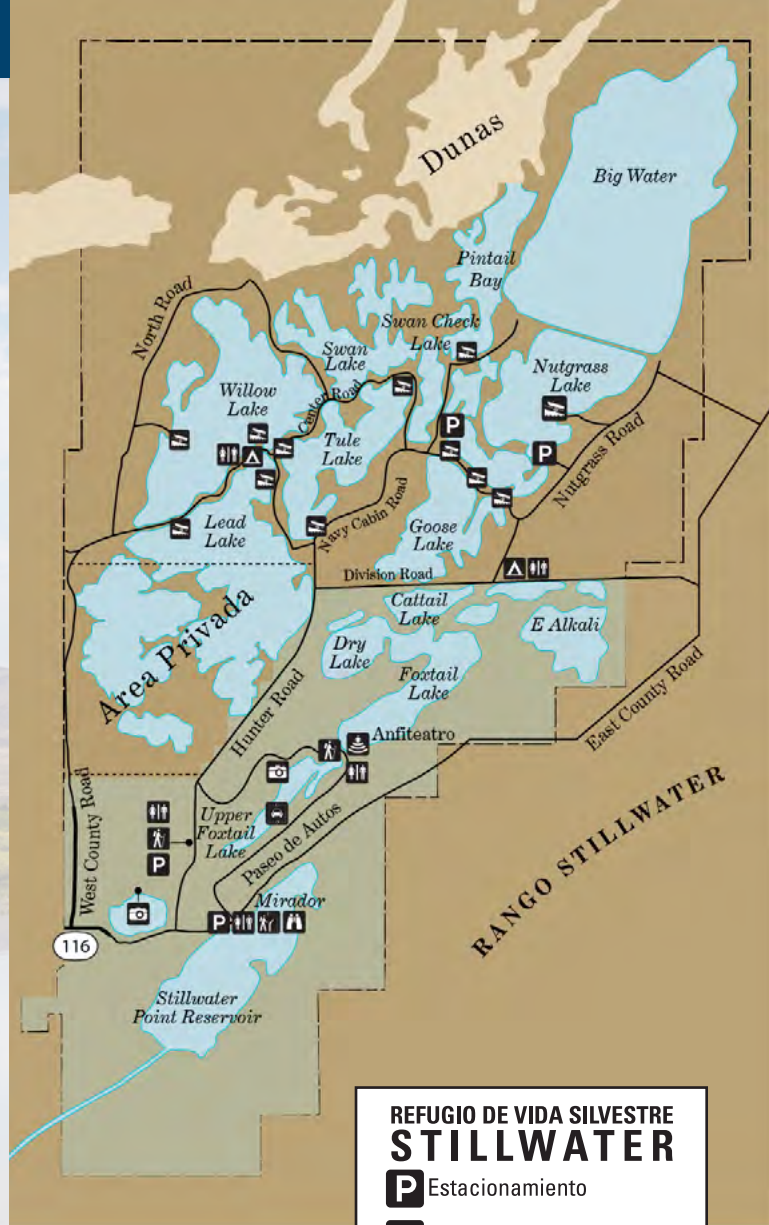 Dunas
Big Water
Pintail
Bay
North Road
Swan Check
Lake
Swan
Lake
Nutgrass
Lake
Willow
Lake
Center Road
Tule
Lake
P
P
Nutgrass Road
Navy Cabin Road
Lead
Lake
Goose
Lake
Division Road
Cattail
Lake
E Alkali
Area Privada
Dry
Lake
Foxtail
Lake
Hunter Road
Anfiteatro
East County Road
West County Road
Upper
Foxtail
Lake
P
Paseo de Autos
RANGO STILLWATER
Mirador
P
116
Stillwater
Point Reservoir
REFUGIO DE VIDA SILVESTRE
STILLWATER
P Estacionamiento